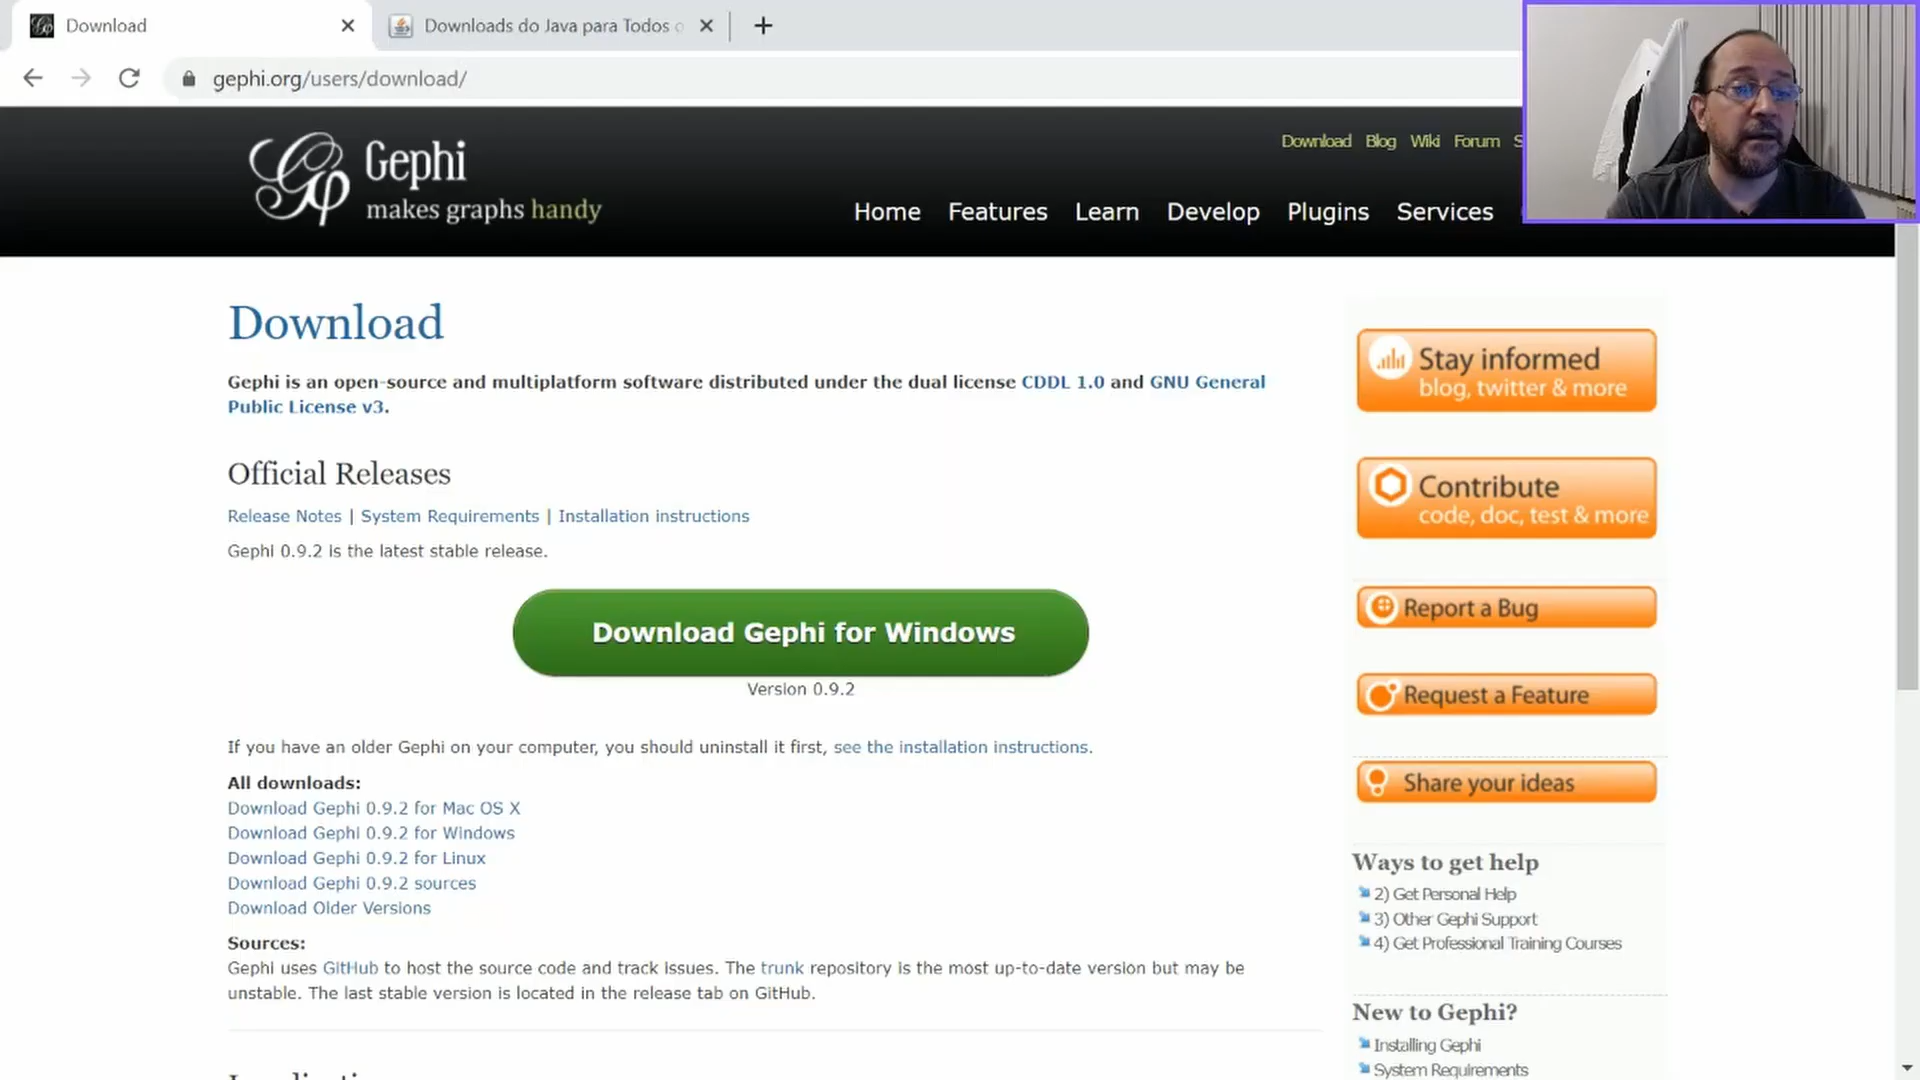 Download
Downloads do Java para Todos o
gephi.org/users/download/
Gephi
makes graphs handy
Download Blog Wiki Forum S
Home Features Learn Develop Plugins Services
Download
Gephi is an open-source and multiplatform software distributed under the dual license CDDL 1.0 and GNU General
Public License v3.
Official Releases
Release Notes | System Requirements | Installation instructions
Gephi 0.9.2 is the latest stable release.
Download Gephi for Windows
Version 0.9.2
If you have an older Gephi on your computer, you should uninstall it first, see the installation instructions.
All downloads:
Download Gephi 0.9.2 for Mac OS X
Download Gephi 0.9.2 for Windows
Download Gephi 0.9.2 for Linux
Download Gephi 0.9.2 sources
Download Older Versions
Sources:
Gephi uses GitHub to host the source code and track issues. The trunk repository is the most up-to-date version but may be
unstable. The last stable version is located in the release tab on GitHub.
Stay informed
blog, twitter & more
Contribute
code, doc, test & more
Report a Bug
Request a Feature
Share your ideas
Ways to get help
2) Get Personal Help
3) Other Gephi Support
4) Get Professional Training Courses
New to Gephi?
Installing Gephi
System Requirements